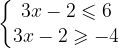 3x − 2 ⩽ 6
3x − 2 ⩾ −4